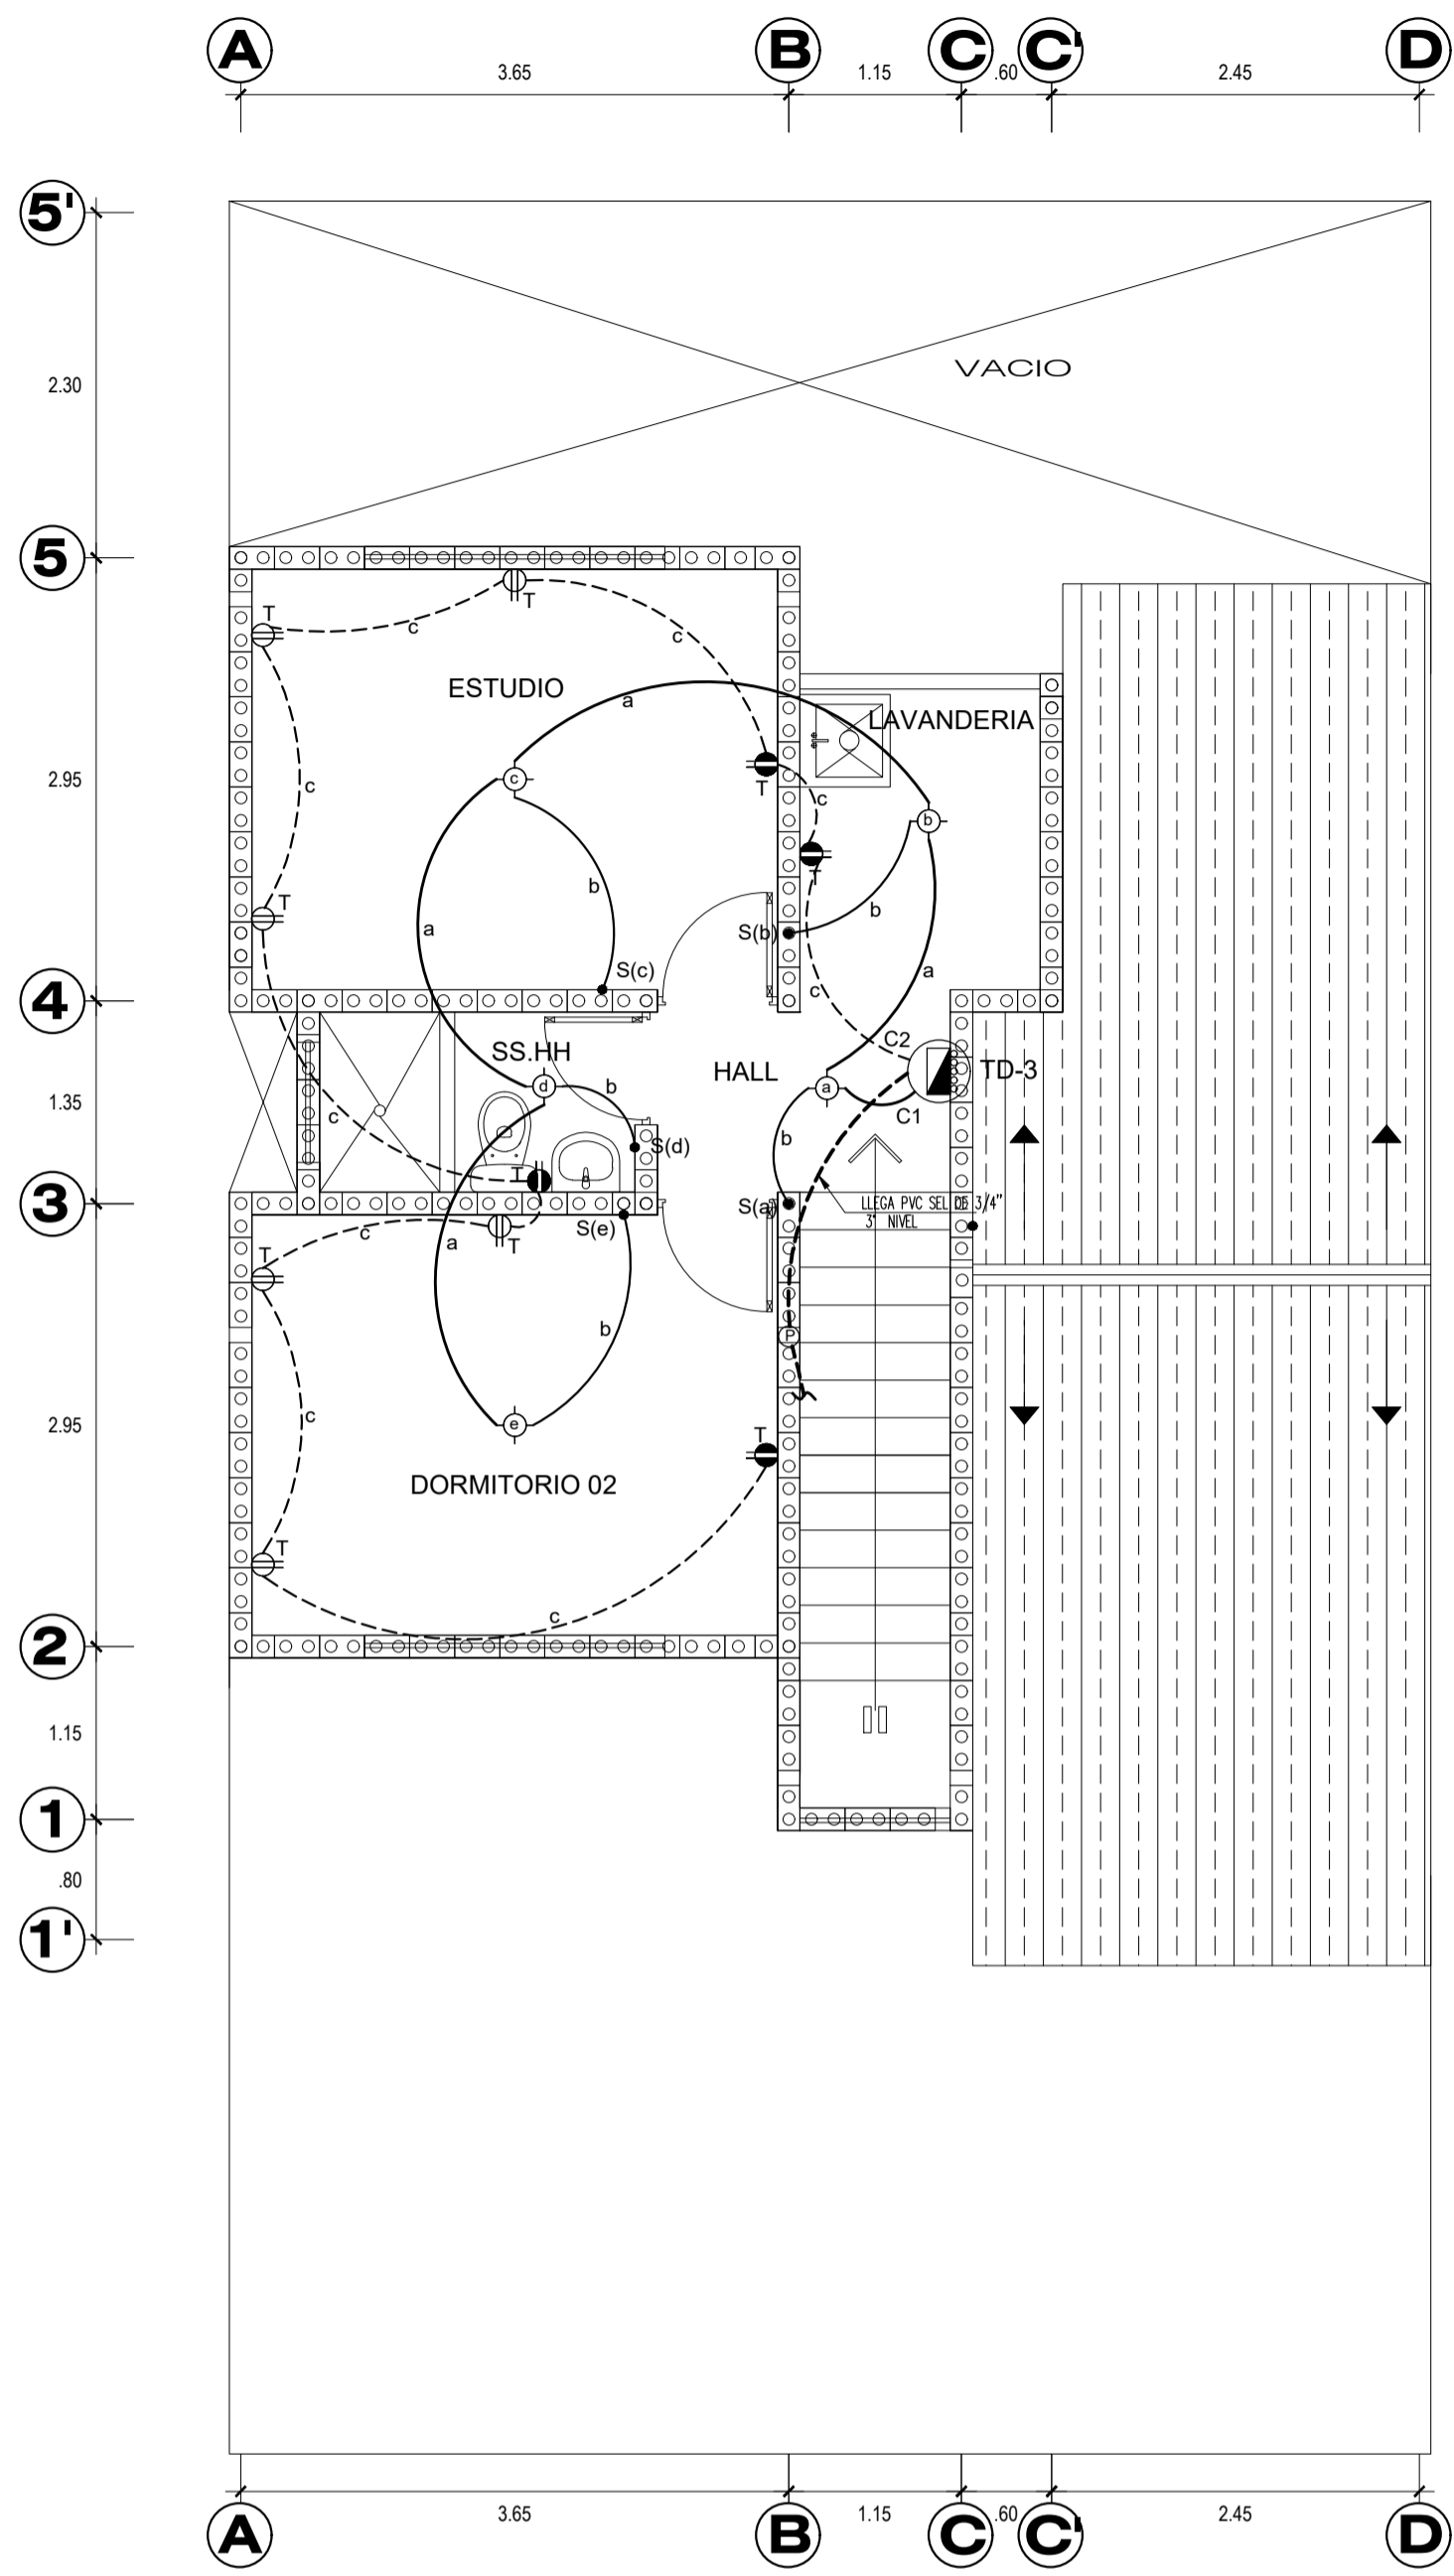 A B C C' D
3.65 1.15 .60 2.45
5'
2.30
VACIO
5
T
T
c
c
ESTUDIO
a
LAVANDERIA
c
T
c
2.95
c
b
T
T
b
b
a
S(b)
S(c)
a
c
4
C2
SS.HH
HALL
TD-3
d
b
a
1.35
c
C1
b
S(d)
T
3
S(a)
LLEGA PVC SEL DE 3/4"
3° NIVEL
S(e)
c
a
T
T
b
P
c
e
2.95
T
DORMITORIO 02
T
c
2
1.15
1
.80
1'
3.65 1.15 .60 2.45
A B C C' D